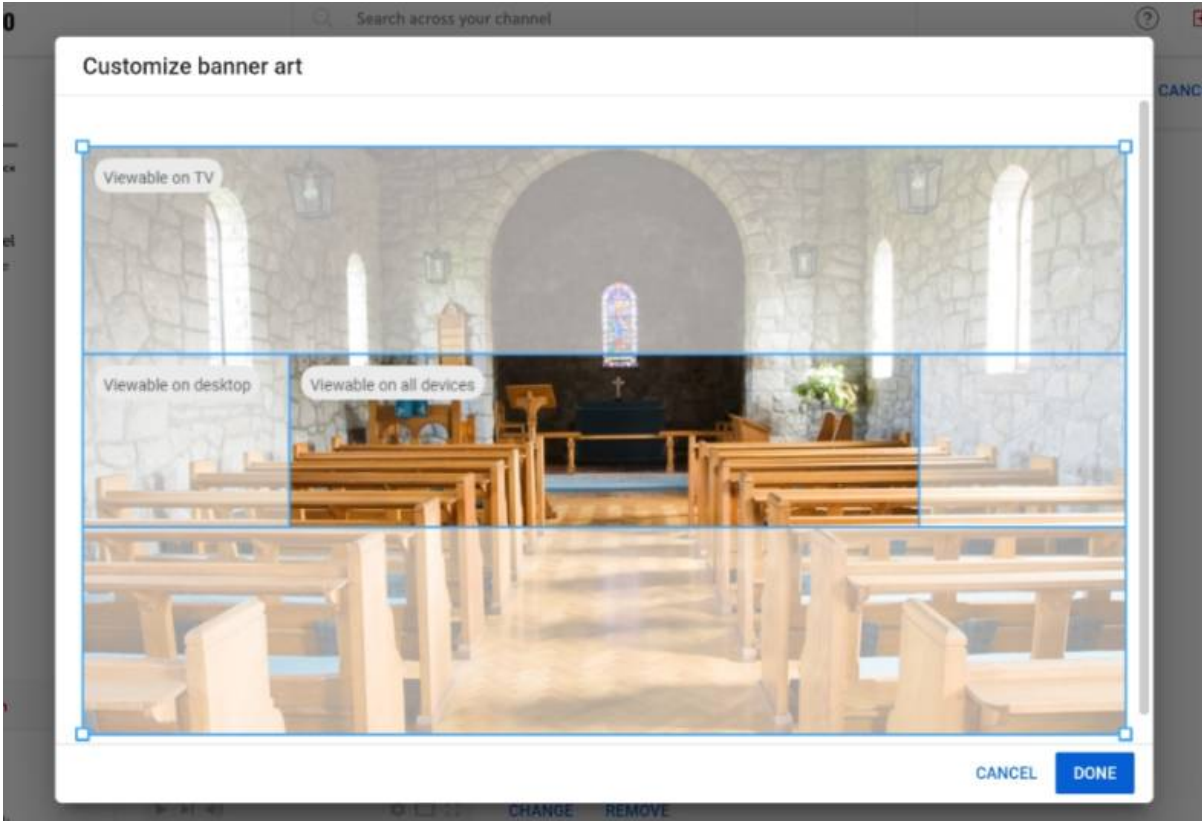 Search across your channel
CANC
Customize banner art
Viewable on TV
Viewable on desktop
Viewable on all devices
CANCEL
DONE
CHANGE
REMOVE